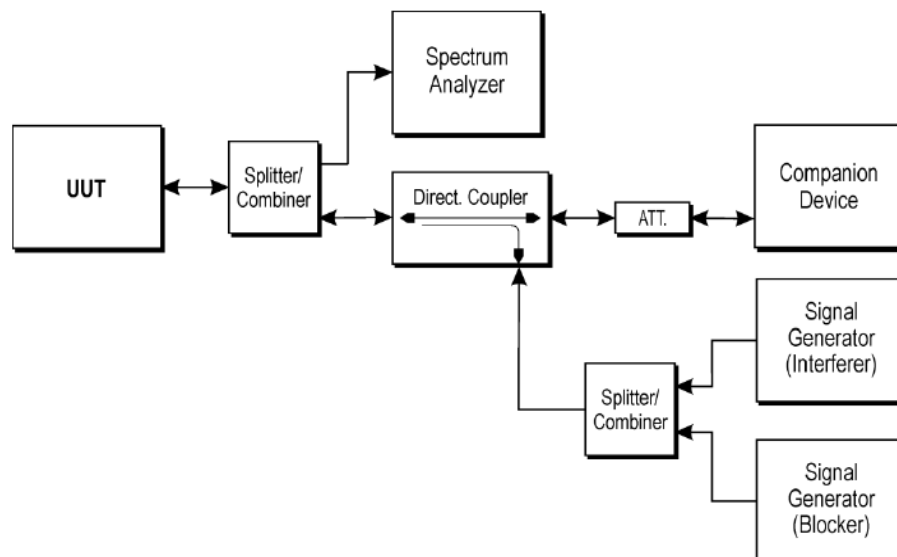 Spectrum
Analyzer
UUT
Splitter/
Combiner
Direct. Coupler
ATT.
Companion
Device
Signal
Generator
(Interferer)
Splitter/
Combiner
Signal
Generator
(Blocker)